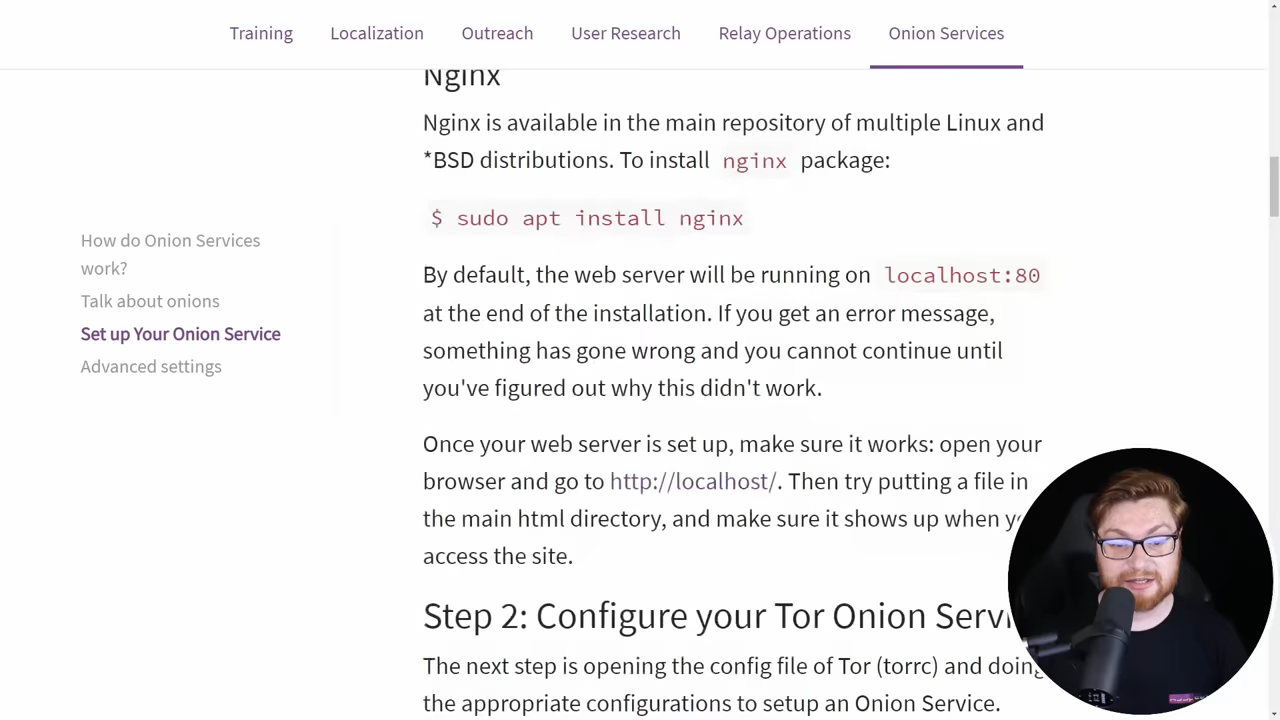 Training Localization Outreach User Research Relay Operations Onion Services
How do Onion Services
work?
Talk about onions
Set up Your Onion Service
Advanced settings
Nginx
Nginx is available in the main repository of multiple Linux and
*BSD distributions. To install nginx package:
$ sudo apt install nginx
By default, the web server will be running on localhost:80
at the end of the installation. If you get an error message,
something has gone wrong and you cannot continue until
you've figured out why this didn't work.
Once your web server is set up, make sure it works: open your
browser and go to http://localhost/. Then try putting a file in
the main html directory, and make sure it shows up when
access the site.
Step 2: Configure your Tor Onion
The next step is opening the config file of Tor (torrc) and doing
the appropriate configurations to setup an Onion Service.